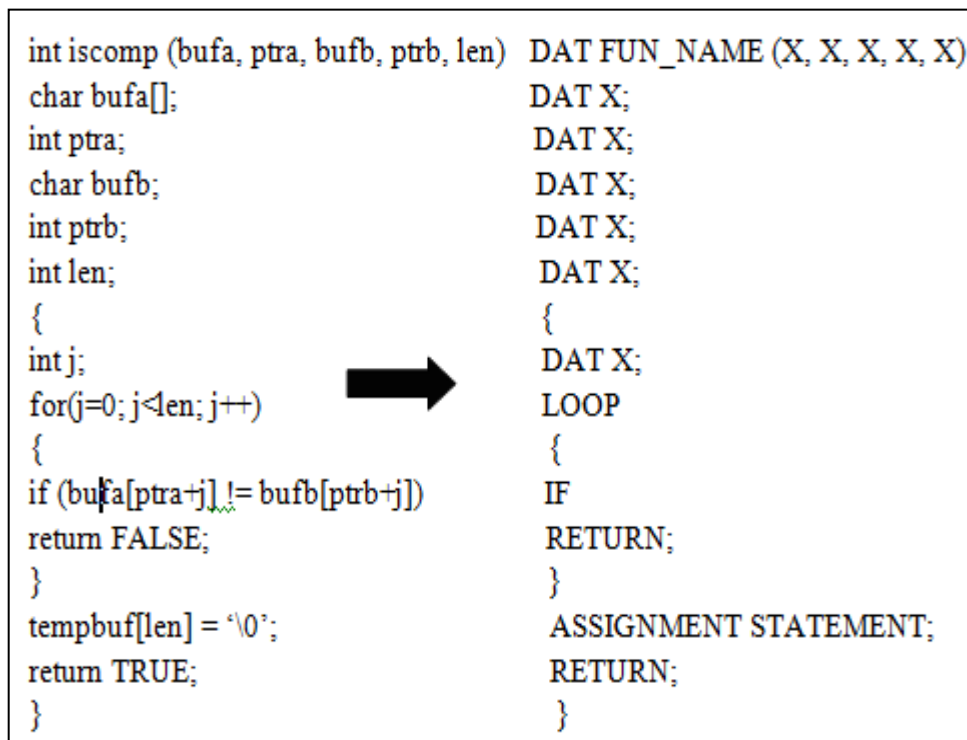 int iscomp (bufa, ptra, bufb, ptrb, len) DAT FUN_NAME (X, X, X, X, X)
char bufa[]; DAT X;
int ptra; DAT X;
char bufb; DAT X;
int ptrb; DAT X;
int len; DAT X;
{ {
int j; DAT X;
for(j=0; j<len; j++) LOOP
{ {
if (bufa[ptra+j] != bufb[ptrb+j]) IF
return FALSE; RETURN;
} }
tempbuf[len] = ‘\0’; ASSIGNMENT STATEMENT;
return TRUE; RETURN;
} }